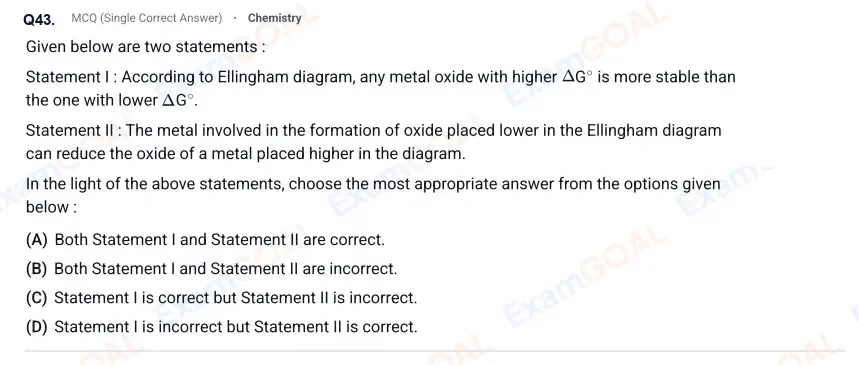 Q43. MCQ (Single Correct Answer) · Chemistry
Given below are two statements :
Statement I : According to Ellingham diagram, any metal oxide with higher ΔG° is more stable than
the one with lower ΔG°.
Statement II : The metal involved in the formation of oxide placed lower in the Ellingham diagram
can reduce the oxide of a metal placed higher in the diagram.
In the light of the above statements, choose the most appropriate answer from the options given
below :
(A) Both Statement I and Statement II are correct.
(B) Both Statement I and Statement II are incorrect.
(C) Statement I is correct but Statement II is incorrect.
(D) Statement I is incorrect but Statement II is correct.
ExamGOAL